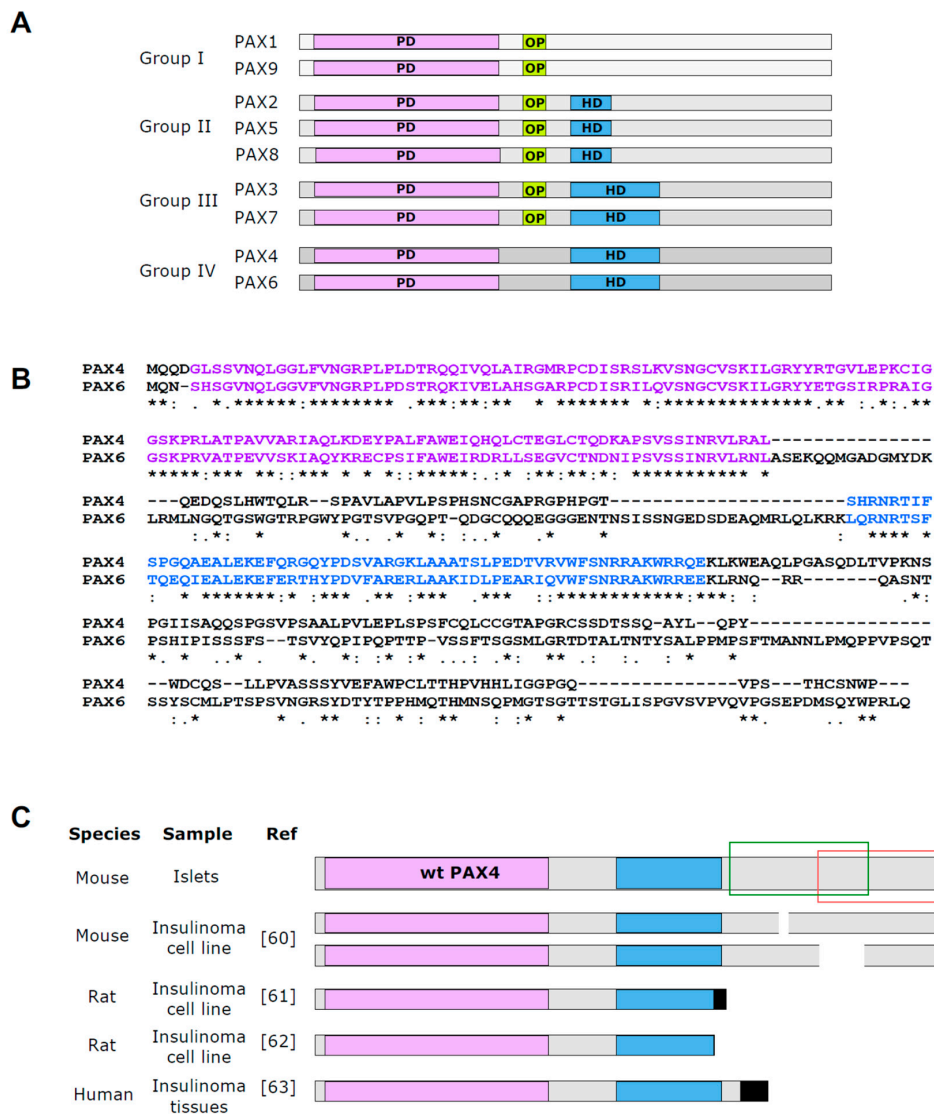 A
Group I
PAX1 PD OP
PAX9 PD OP
Group II
PAX2 PD OP HD
PAX5 PD OP HD
PAX8 PD OP HD
Group III
PAX3 PD OP HD
PAX7 PD OP HD
Group IV
PAX4 PD HD
PAX6 PD HD
B
PAX4 MQQDGLSSVNQLGGLFVNGRPLPLDTRQQIVQLAIRGMRPCDISRSLKVSNGCVSKILGRYYRTGVLEPKCIG
PAX6 MQN-SHSGVNQLGGVFVNGRPLPDSTRQKIVELAHSGARPCDISRILQVSNGCVSKILGRYYETGSIRPRAIG
**: . .******:******** .***:**:** * ******* *:**************.** : *: **
PAX4 GSKPRLATPAVVARIAQLKDEYPALFAWEIQHQLCTEGLCTQDKAPSVSSINRVLRAL---------------
PAX6 GSKPRVATPEVVSKIAQYKRECPSIFAWEIRDRLLSEGVCTNDNIPSVSSINRVLRNLASEKQQMGADGMYDK
*****:*** **::*** * * *::*****:.:* :**:**:*: *********** *
PAX4 ---QEDQSLHWTQLR--SPAVLAPVLPSPHSNCGAPRGPHPGT----------------------SHRNRTIF
PAX6 LRMLNGQTGSWGTRPGWYPGTSVPGQPT-QDGCQQQEGGGENTNSISSNGEDSDEAQMRLQLKRKLQRNRTSF
:.*: * *.. .* *: :..* .* .* :**** *
PAX4 SPGQAEALEKEFQRGQYPDSVARGKLAAATSLPEDTVRVWFSNRRAKWRRQEKLKWEAQLPGASQDLTVPKNS
PAX6 TQEQIEALEKEFERTHYPDVFARERLAAKIDLPEARIQVWFSNRRAKWRREEKLRNQ--RR------QASNT
: * *******:* :*** .** :*** .*** ::************:***: : .*:
PAX4 PGIISAQQSPGSVPSAALPVLEPLSPSFCQLCCGTAPGRCSSDTSSQ-AYL--QPY-----------------
PAX6 PSHIPISSSFS--TSVYQPIPQPTTP-VSSFTSGSMLGRTDTALTNTYSALPPMPSFTMANNLPMQPPVPSQT
*. * ..* . .*. *: :* :* ...: .*: ** .: :. : * *
PAX4 --WDCQS--LLPVASSSYVEFAWPCLTTHPVHHLIGGPGQ---------------VPS---THCSNWP---
PAX6 SSYSCMLPTSPSVNGRSYDTYTPPHMQTHMNSQPMGTSGTTSTGLISPGVSVPVQVPGSEPDMSQYWPRLQ
:.* .* . ** :: * : ** : :* .* **. . **
C
Species Sample Ref
Mouse Islets wt PAX4
Mouse Insulinoma cell line [60]
Rat Insulinoma cell line [61]
Rat Insulinoma cell line [62]
Human Insulinoma tissues [63]